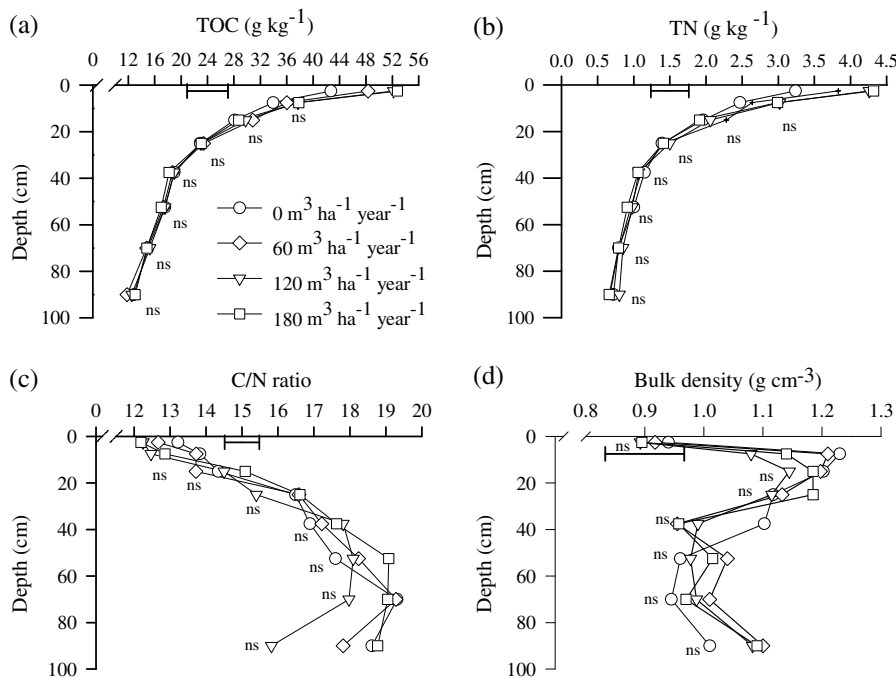 (a)
TOC (g kg⁻¹)
0 12 16 20 24 28 32 36 40 44 48 52 56
0
20
40
60
80
100
Depth (cm)
ns
ns
ns
ns
ns
ns
ns
0 m³ ha⁻¹ year⁻¹
60 m³ ha⁻¹ year⁻¹
120 m³ ha⁻¹ year⁻¹
180 m³ ha⁻¹ year⁻¹
(b)
TN (g kg ⁻¹)
0.0 0.5 1.0 1.5 2.0 2.5 3.0 3.5 4.0 4.5
0
20
40
60
80
100
Depth (cm)
ns
ns
ns
ns
ns
ns
ns
(c)
C/N ratio
0 12 13 14 15 16 17 18 19 20
0
20
40
60
80
100
Depth (cm)
ns
ns
ns
ns
ns
ns
ns
(d)
Bulk density (g cm⁻³)
0.8 0.9 1.0 1.1 1.2 1.3
0
20
40
60
80
100
Depth (cm)
ns
ns
ns
ns
ns
ns
ns